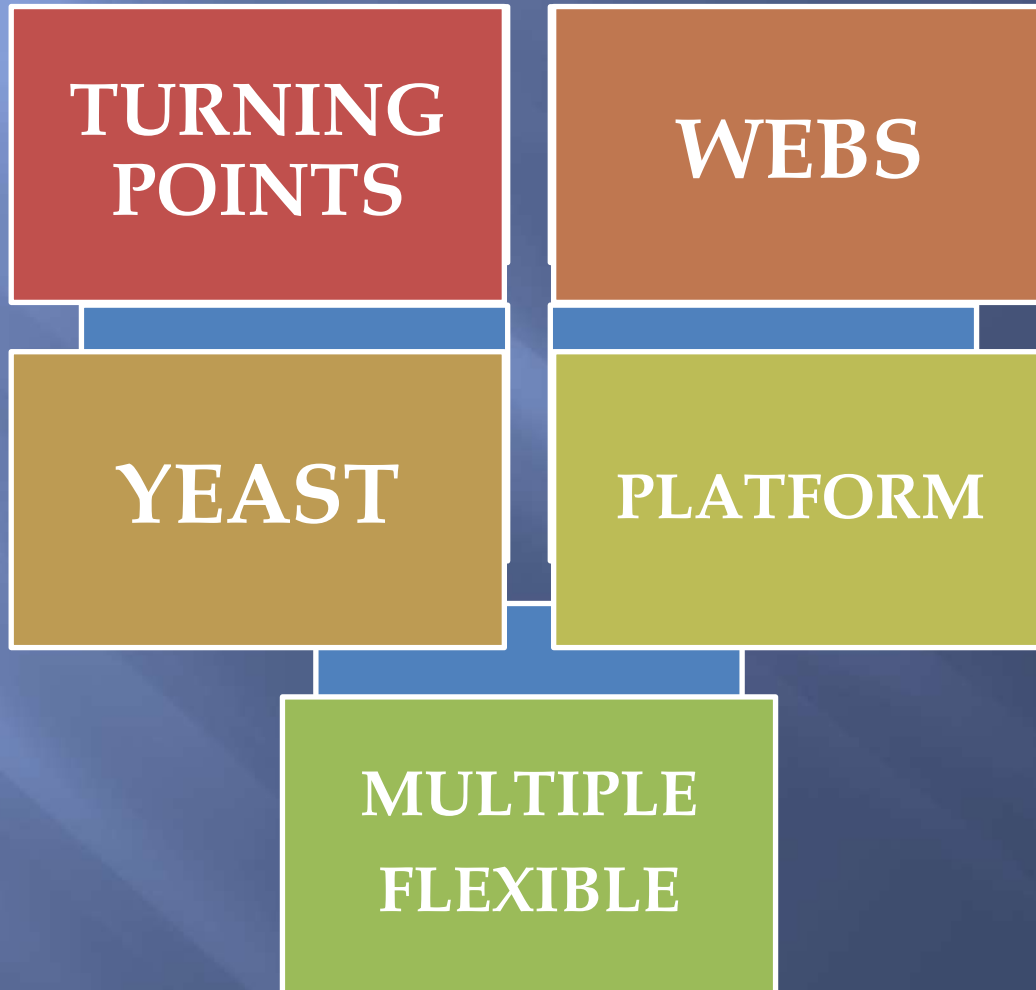 TURNING
POINTS
WEBS
YEAST
PLATFORM
MULTIPLE
FLEXIBLE